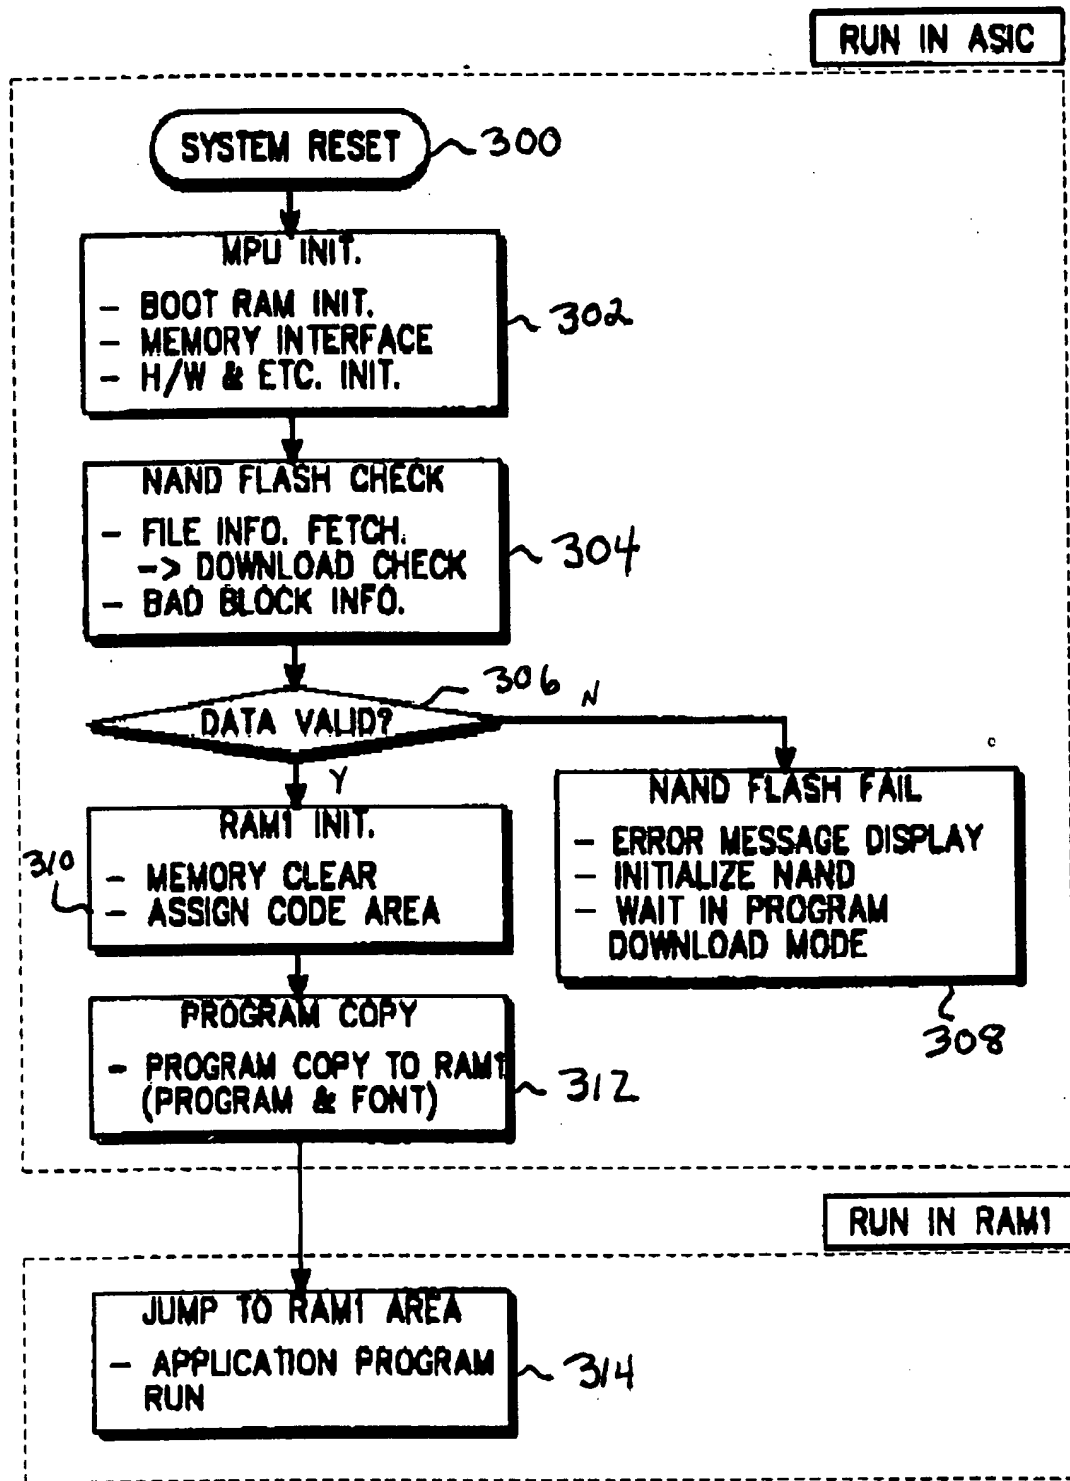 RUN IN ASIC
SYSTEM RESET
300
MPU INIT.
- BOOT RAM INIT.
- MEMORY INTERFACE
- H/W & ETC. INIT.
302
NAND FLASH CHECK
- FILE INFO. FETCH.
-> DOWNLOAD CHECK
- BAD BLOCK INFO.
304
306
N
DATA VALID?
Y
NAND FLASH FAIL
- ERROR MESSAGE DISPLAY
- INITIALIZE NAND
- WAIT IN PROGRAM
DOWNLOAD MODE
308
RAM1 INIT.
- MEMORY CLEAR
- ASSIGN CODE AREA
310
PROGRAM COPY
- PROGRAM COPY TO RAM1
(PROGRAM & FONT)
312
RUN IN RAM1
JUMP TO RAM1 AREA
- APPLICATION PROGRAM
RUN
314